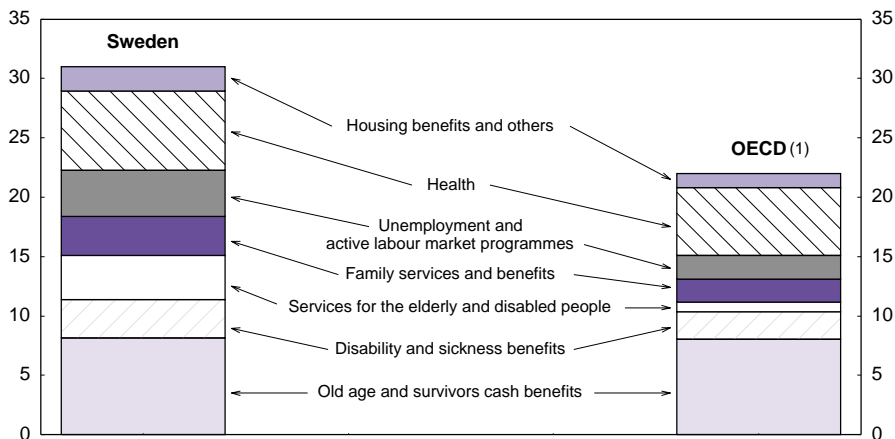 35
30
25
20
15
10
5
0
Sweden
Housing benefits and others
Health
Unemployment and
active labour market programmes
Family services and benefits
Services for the elderly and disabled people
Disability and sickness benefits
Old age and survivors cash benefits
OECD (1)
35
30
25
20
15
10
5
0